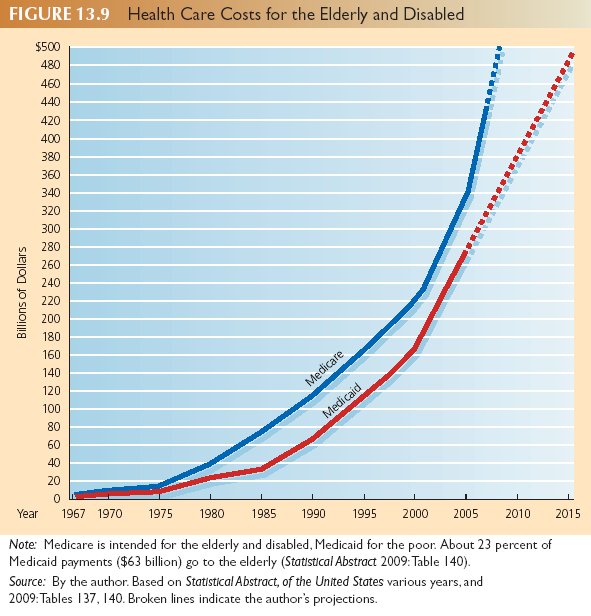 FIGURE 13.9 Health Care Costs for the Elderly and Disabled
$500
480
460
440
420
400
380
360
340
320
300
280
260
240
220
200
180
160
140
120
100
80
60
40
20
0
Billions of Dollars
Medicare
Medicaid
Year 1967 1970 1975 1980 1985 1990 1995 2000 2005 2010 2015
Note: Medicare is intended for the elderly and disabled, Medicaid for the poor. About 23 percent of
Medicaid payments ($63 billion) go to the elderly (Statistical Abstract 2009: Table 140).
Source: By the author. Based on Statistical Abstract, of the United States various years, and
2009: Tables 137, 140. Broken lines indicate the author's projections.